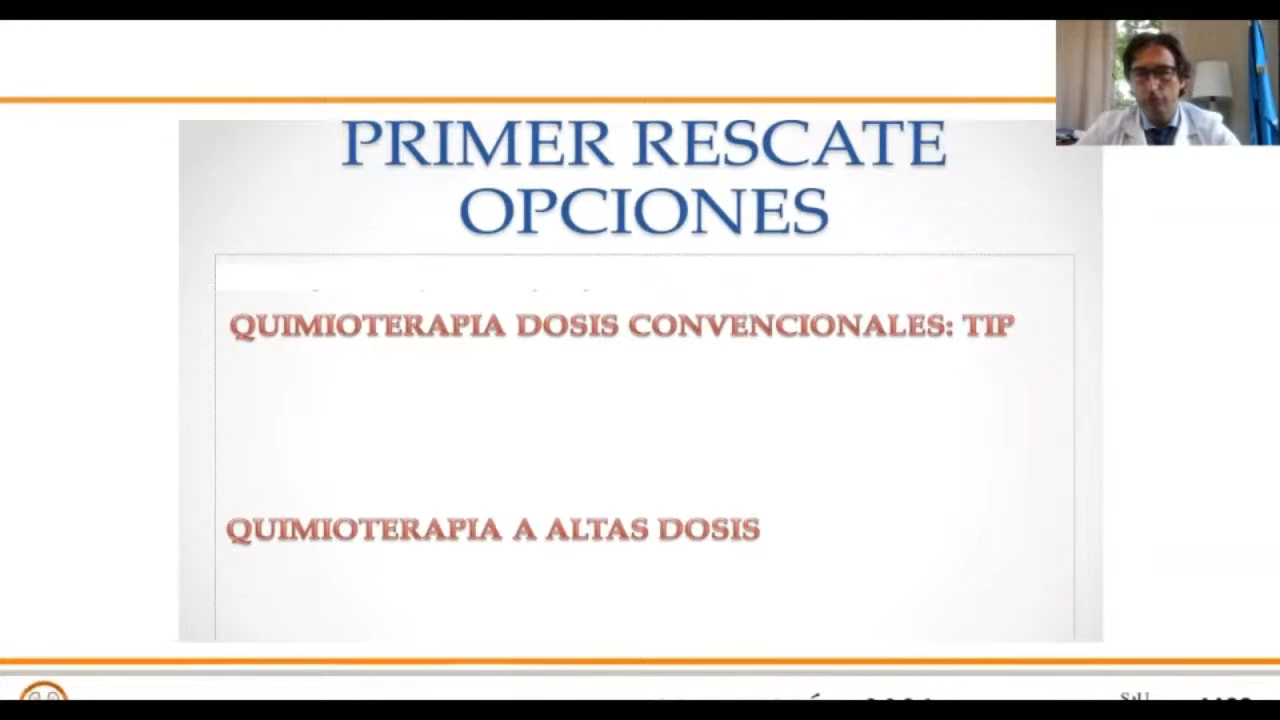 PRIMER RESCATE
OPCIONES
QUIMIOTERAPIA DOSIS CONVENCIONALES: TIP
QUIMIOTERAPIA A ALTAS DOSIS